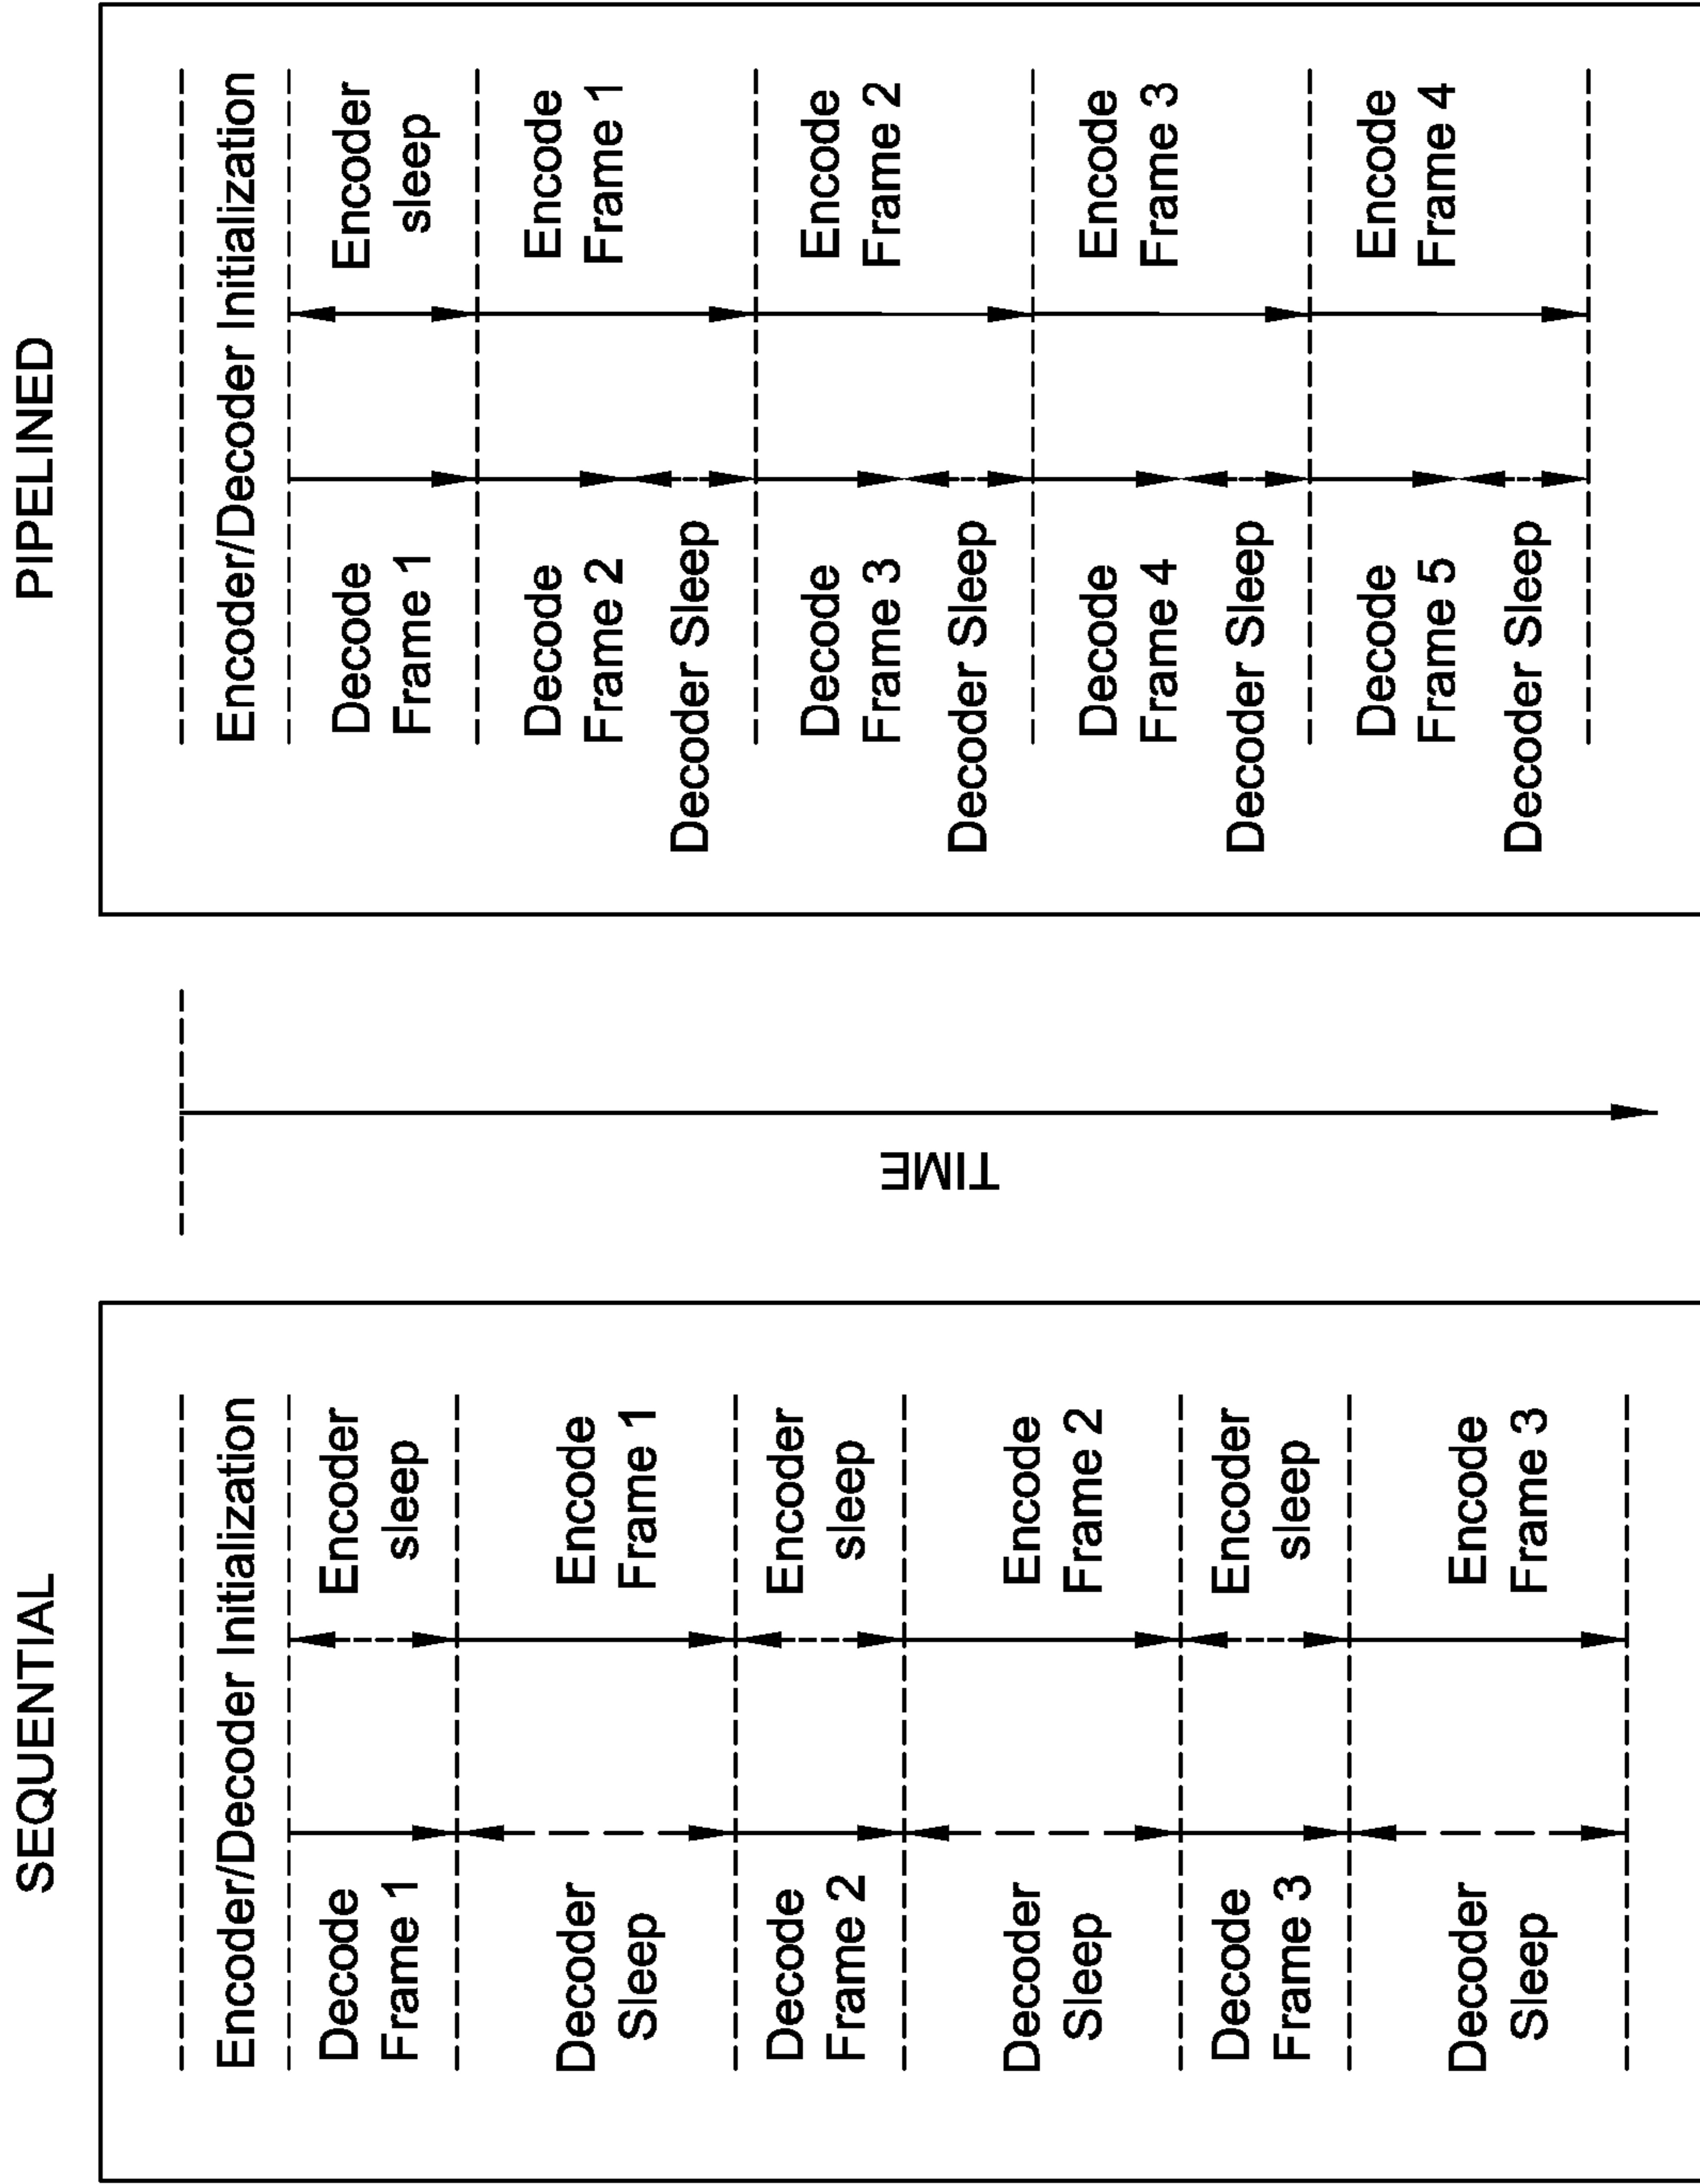 SEQUENTIAL
Encoder/Decoder Initialization
Decode
Frame 1
Encoder
sleep
Decoder
Sleep
Encode
Frame 1
Decode
Frame 2
Encoder
sleep
Decoder
Sleep
Encode
Frame 2
Decode
Frame 3
Encoder
sleep
Decoder
Sleep
Encode
Frame 3
TIME
PIPELINED
Encoder/Decoder Initialization
Decode
Frame 1
Encoder
sleep
Decode
Frame 2
Decoder Sleep
Encode
Frame 1
Decode
Frame 3
Decoder Sleep
Encode
Frame 2
Decode
Frame 4
Decoder Sleep
Encode
Frame 3
Decode
Frame 5
Decoder Sleep
Encode
Frame 4